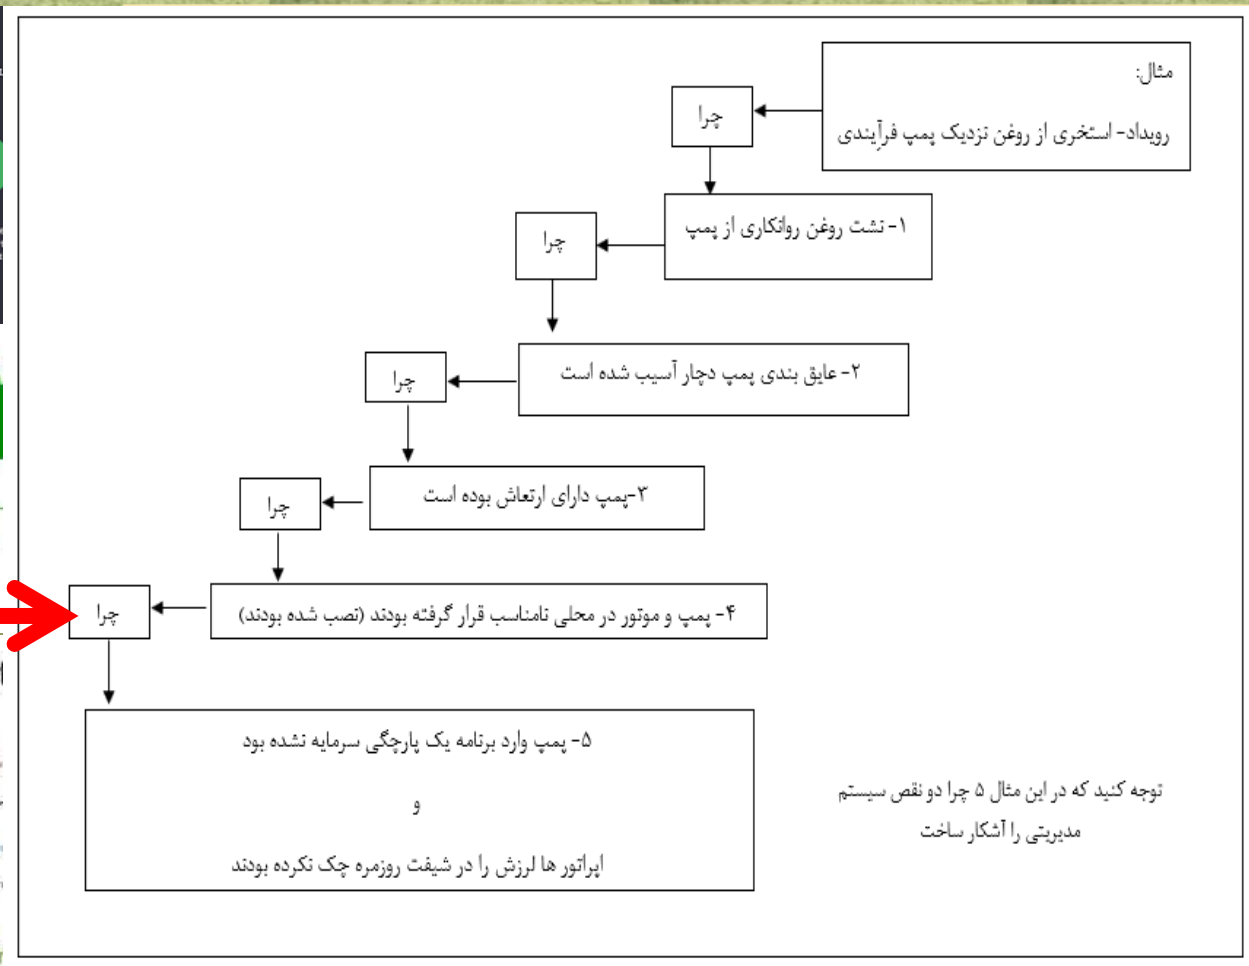 مثال:
رویداد- استخری از روغن نزدیک پمپ فرآیندی
چرا
۱- نشت روغن روانکاری از پمپ
چرا
۲- عایق بندی پمپ دچار آسیب شده است
چرا
۳-پمپ دارای ارتعاش بوده است
چرا
۴- پمپ و موتور در محلی نامناسب قرار گرفته بودند (نصب شده بودند)
چرا
۵- پمپ وارد برنامه یک پارچگی سرمایه نشده بود
و
اپراتور ها لرزش را در شیفت روزمره چک نکرده بودند
توجه کنید که در این مثال ۵ چرا دو نقص سیستم
مدیریتی را آشکار ساخت